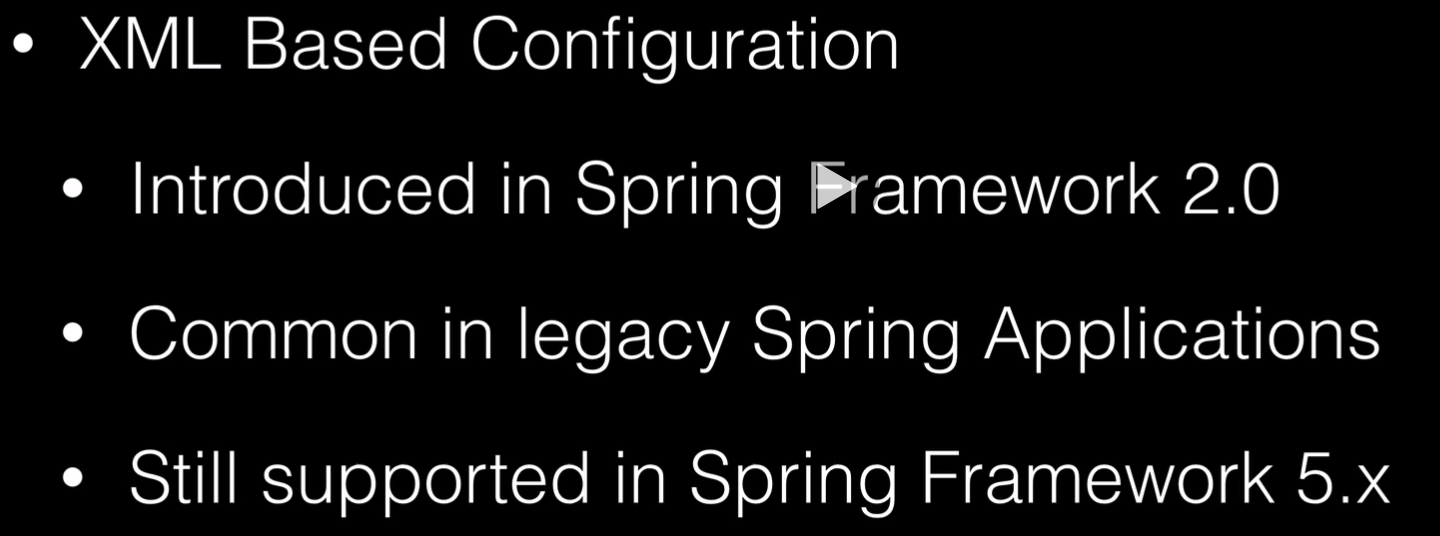 • XML Based Configuration
• Introduced in Spring Framework 2.0
• Common in legacy Spring Applications
• Still supported in Spring Framework 5.x